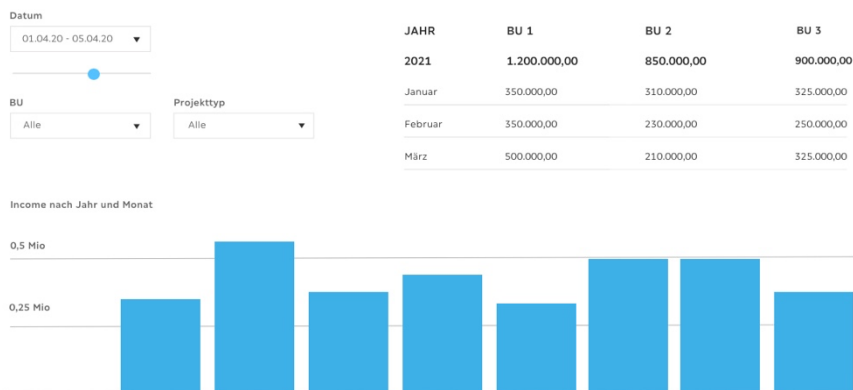 Datum
01.04.20 - 05.04.20
BU
Projekttyp
Alle
Alle
JAHR BU 1 BU 2 BU 3
2021 1.200.000,00 850.000,00 900.000,00
Januar 350.000,00 310.000,00 325.000,00
Februar 350.000,00 230.000,00 250.000,00
März 500.000,00 210.000,00 325.000,00
Income nach Jahr und Monat
0,5 Mio
0,25 Mio